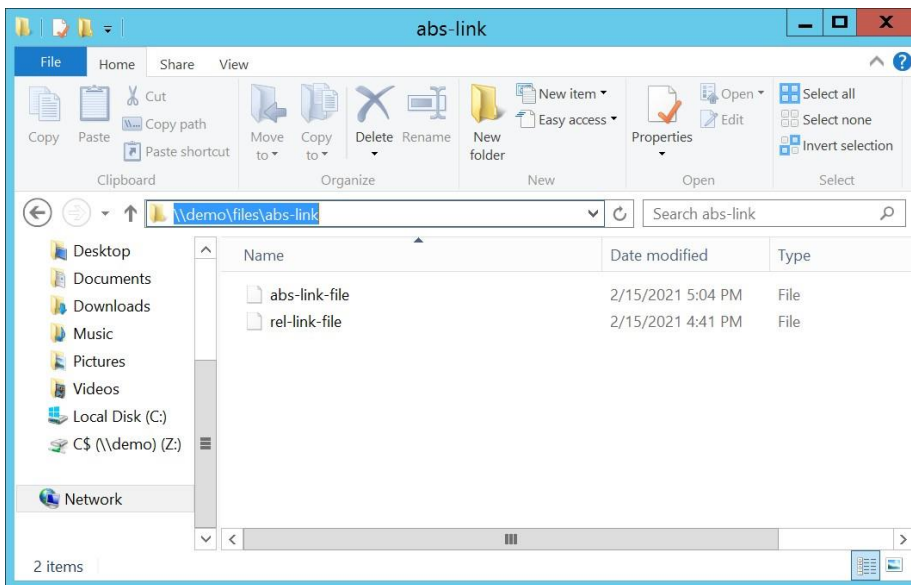 abs-link
File Home Share View
Copy
Paste
Cut
Copy path
Paste shortcut
Clipboard
Move to
Copy to
Delete
Rename
Organize
New folder
New item
Easy access
New
Properties
Open
Edit
Open
Select all
Select none
Invert selection
Select
\\demo\files\abs-link
Search abs-link
Desktop
Documents
Downloads
Music
Pictures
Videos
Local Disk (C:)
C$ (\\demo) (Z:)
Network
Name Date modified Type
abs-link-file 2/15/2021 5:04 PM File
rel-link-file 2/15/2021 4:41 PM File
2 items